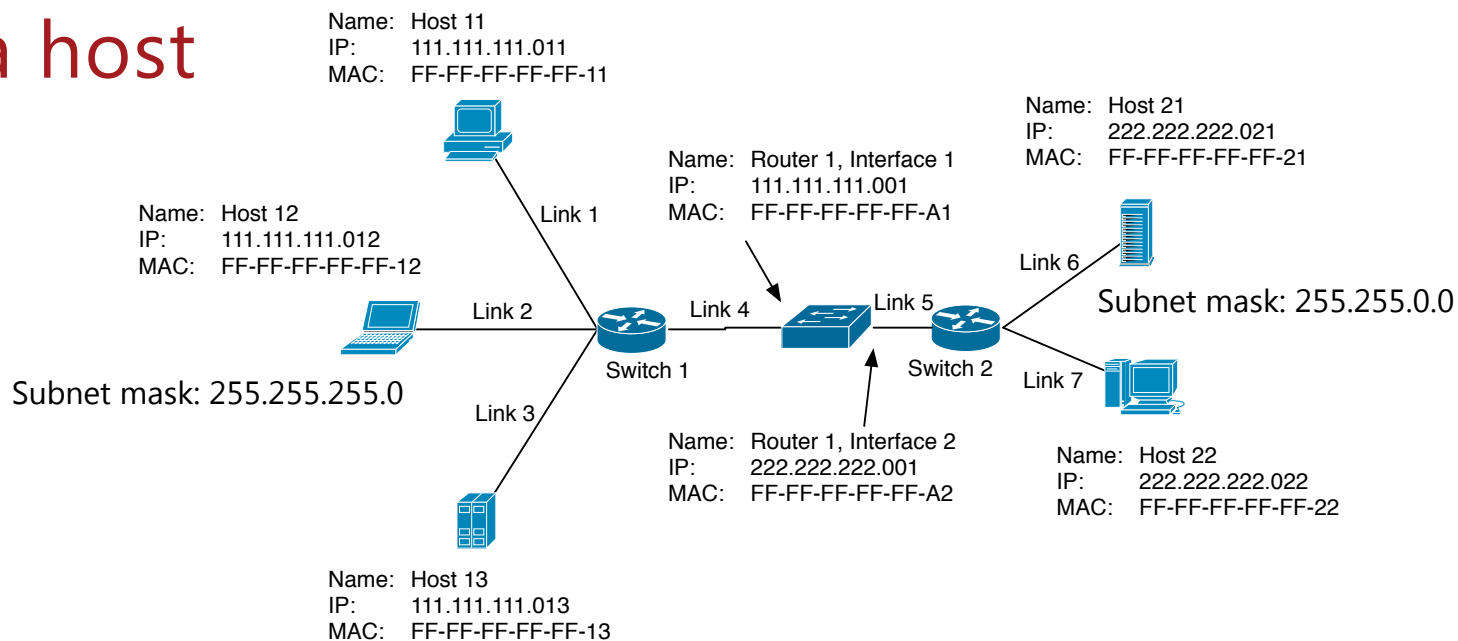 a host
Name: Host 11
IP: 111.111.111.011
MAC: FF-FF-FF-FF-FF-11
Name: Host 21
IP: 222.222.222.021
MAC: FF-FF-FF-FF-FF-21
Name: Router 1, Interface 1
IP: 111.111.111.001
MAC: FF-FF-FF-FF-FF-A1
Name: Host 12
IP: 111.111.111.012
MAC: FF-FF-FF-FF-FF-12
Link 1
Link 6
Link 2
Link 4
Link 5
Subnet mask: 255.255.0.0
Switch 1
Switch 2
Link 7
Subnet mask: 255.255.255.0
Link 3
Name: Router 1, Interface 2
IP: 222.222.222.001
MAC: FF-FF-FF-FF-FF-A2
Name: Host 22
IP: 222.222.222.022
MAC: FF-FF-FF-FF-FF-22
Name: Host 13
IP: 111.111.111.013
MAC: FF-FF-FF-FF-FF-13